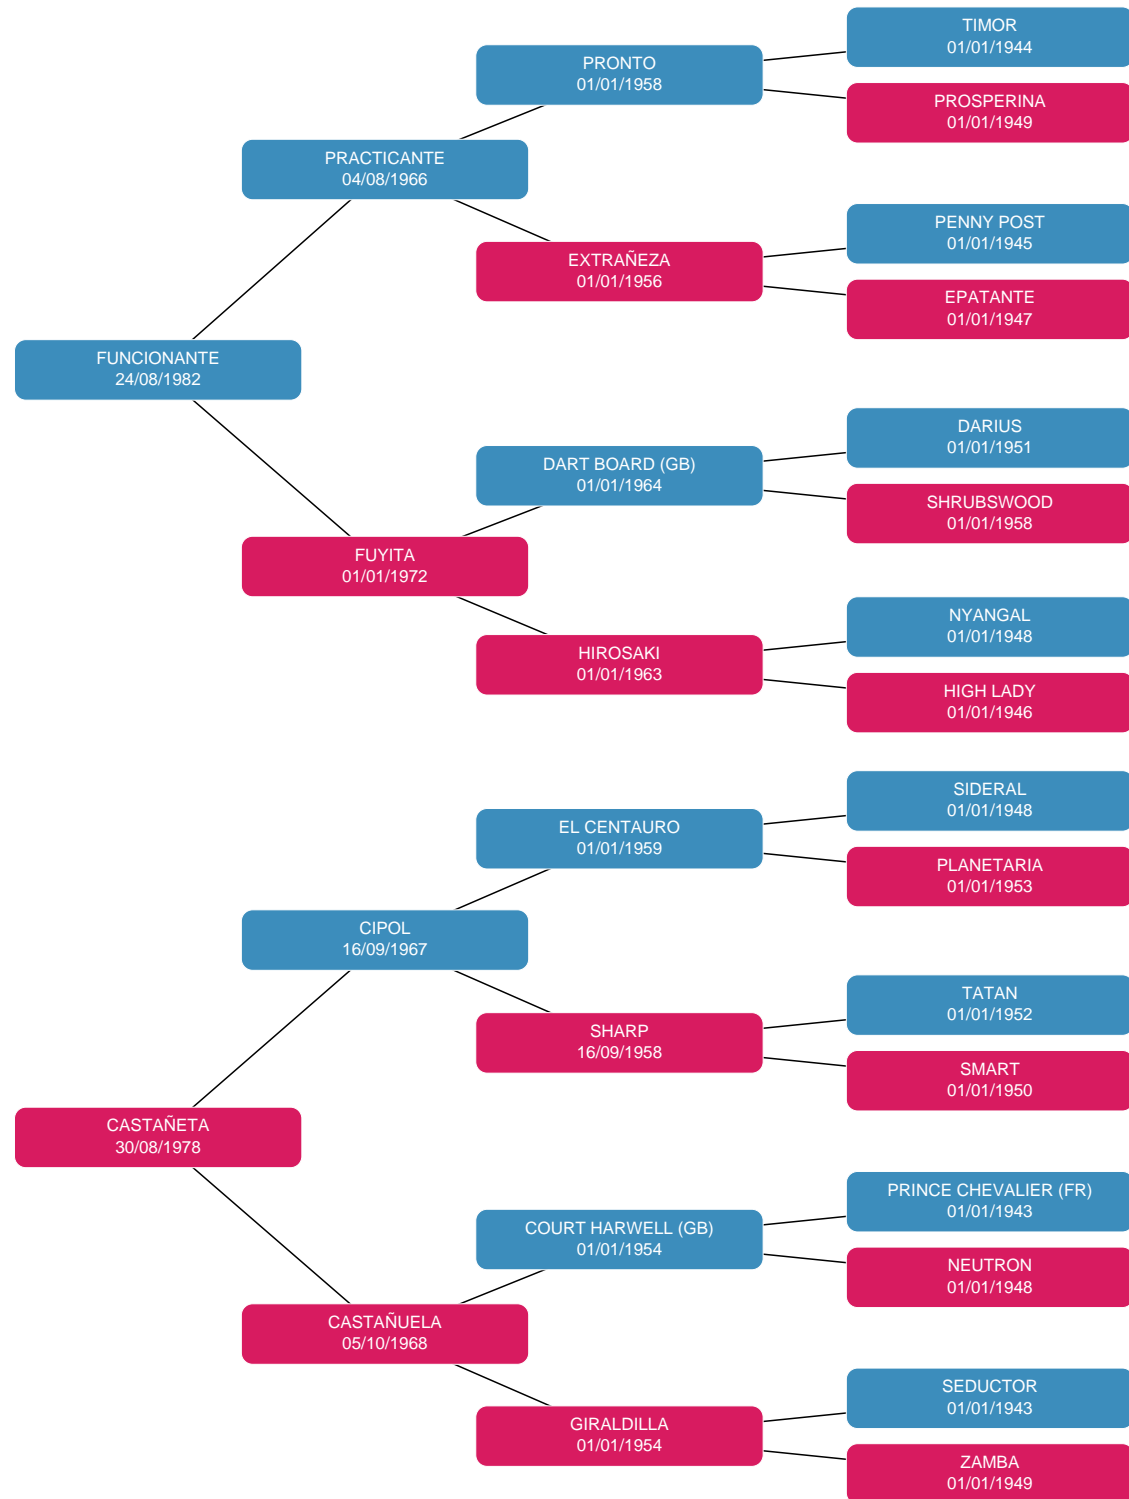 TIMOR
01/01/1944
PRONTO
01/01/1958
PROSPERINA
01/01/1949
PRACTICANTE
04/08/1966
PENNY POST
01/01/1945
EXTRAÑEZA
01/01/1956
EPATANTE
01/01/1947
FUNCIONANTE
24/08/1982
DARIUS
01/01/1951
DART BOARD (GB)
01/01/1964
SHRUBSWOOD
01/01/1958
FUYITA
01/01/1972
NYANGAL
01/01/1948
HIROSAKI
01/01/1963
HIGH LADY
01/01/1946
SIDERAL
01/01/1948
EL CENTAURO
01/01/1959
PLANETARIA
01/01/1953
CIPOL
16/09/1967
TATAN
01/01/1952
SHARP
16/09/1958
SMART
01/01/1950
CASTAÑETA
30/08/1978
PRINCE CHEVALIER (FR)
01/01/1943
COURT HARWELL (GB)
01/01/1954
NEUTRON
01/01/1948
CASTAÑUELA
05/10/1968
SEDUCTOR
01/01/1943
GIRALDILLA
01/01/1954
ZAMBA
01/01/1949